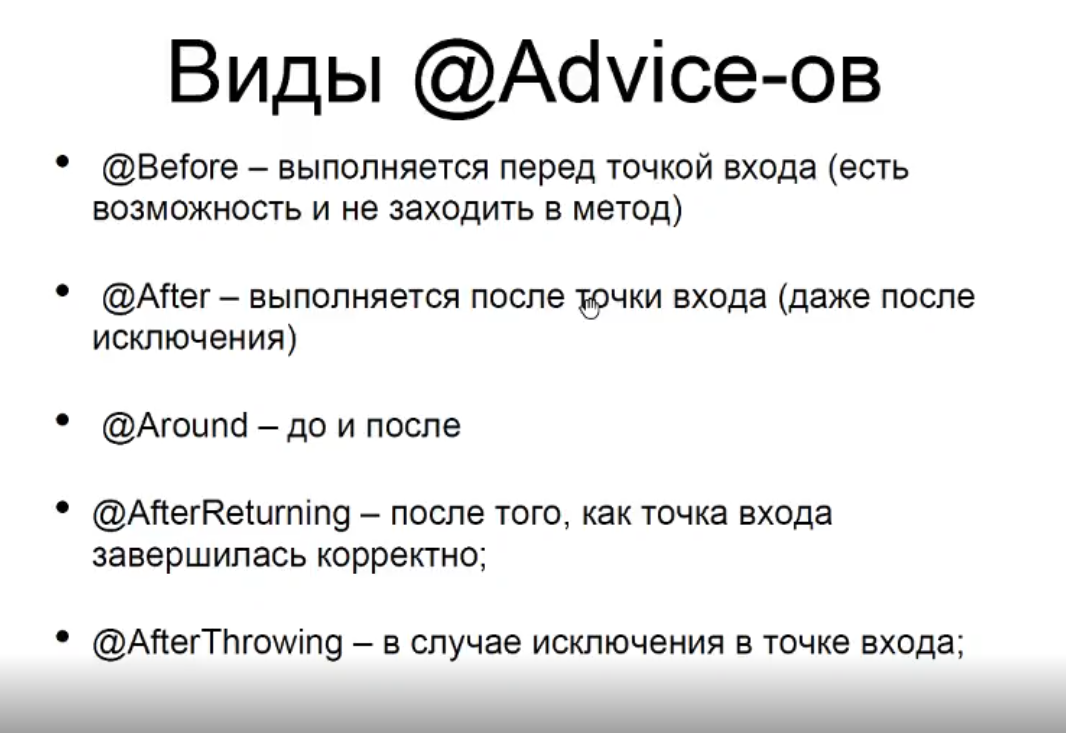 Виды @Advice-ов
• @Before – выполняется перед точкой входа (есть
возможность и не заходить в метод)
• @After – выполняется после точки входа (даже после
исключения)
• @Around – до и после
• @AfterReturning – после того, как точка входа
завершилась корректно;
• @AfterThrowing – в случае исключения в точке входа;